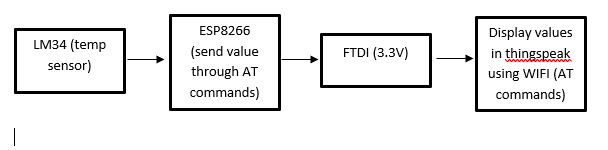 LM34 (temp
sensor)
ESP8266
(send value
through AT
commands)
FTDI (3.3V)
Display values
in thingspeak
using WIFI (AT
commands)